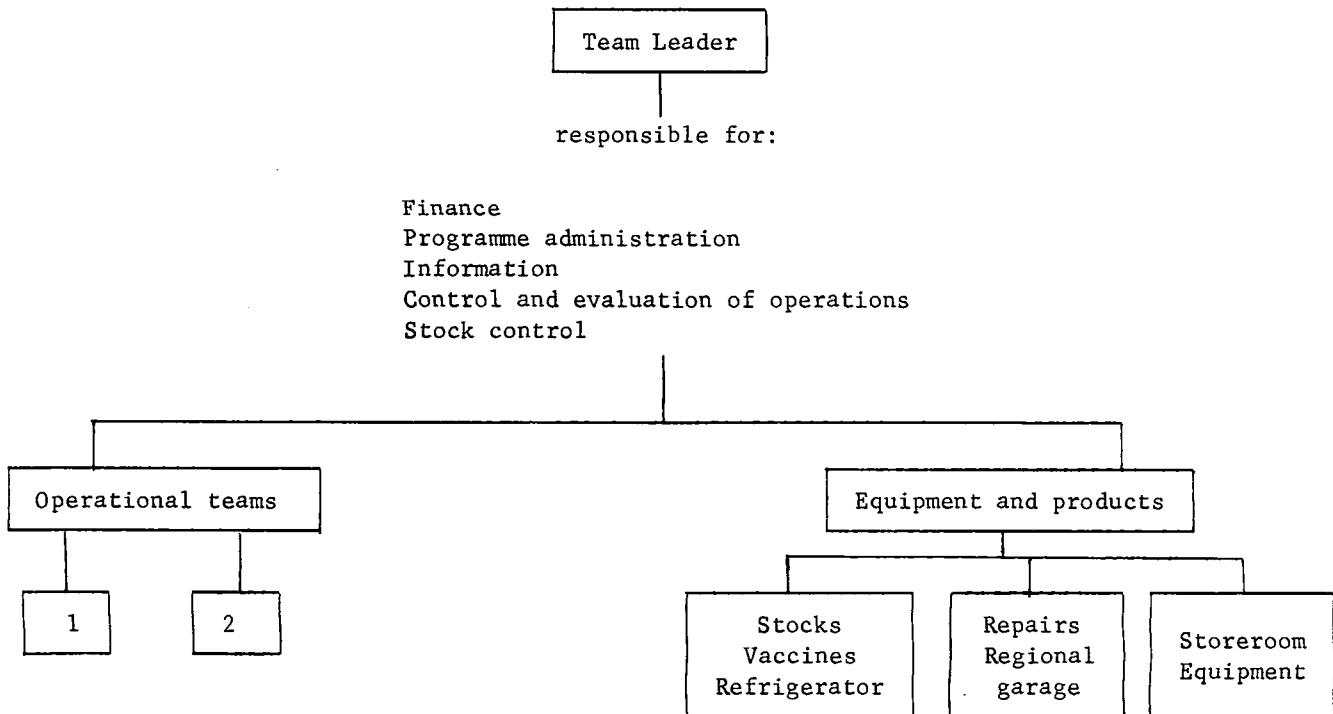 Team Leader
responsible for:
Finance
Programme administration
Information
Control and evaluation of operations
Stock control
Operational teams
Equipment and products
1
2
Stocks
Vaccines
Refrigerator
Repairs
Regional
garage
Storeroom
Equipment